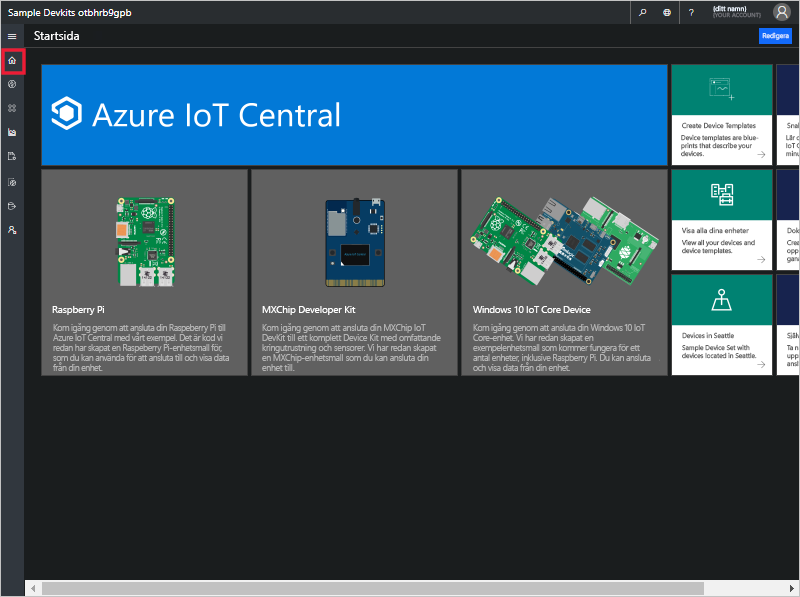 Sample Devkits otbhrb9gpb
?
(ditt namn)
(YOUR ACCOUNT)
Startsida
Redigera
Azure IoT Central
Create Device Templates
Device templates are blue-
prints that describe your
devices.
Raspberry Pi
Kom igång genom att ansluta din Raspeberry Pi till
Azure IoT Central med vårt exempel. Det är kod vi
redan har skapat en Raspeberry Pi-enhetsmall för,
som du kan använda för att ansluta till och visa data
från din enhet.
Azure IoT Central
MXChip Developer Kit
Kom igång genom att ansluta din MXChip IoT
DevKit till ett komplett Device Kit med omfattande
kringutrustning och sensorer. Vi har redan skapat
en MXChip-enhetsmall som du kan ansluta din
enhet till.
Windows 10 IoT Core Device
Kom igång genom att ansluta din Windows 10 IoT
Core-enhet. Vi har redan skapat en
exempelenhetsmall som kommer fungera för ett
antal enheter, inklusive Raspberry Pi. Du kan ansluta
och visa data från din enhet.
Visa alla dina enheter
View all your devices and
device templates.
Devices in Seattle
Sample Device Set with
devices located in Seattle.
Sna
Lär d
IoT C
minu
Dok
Crea
opp
gan
Själ
Ta n
upp
ansl